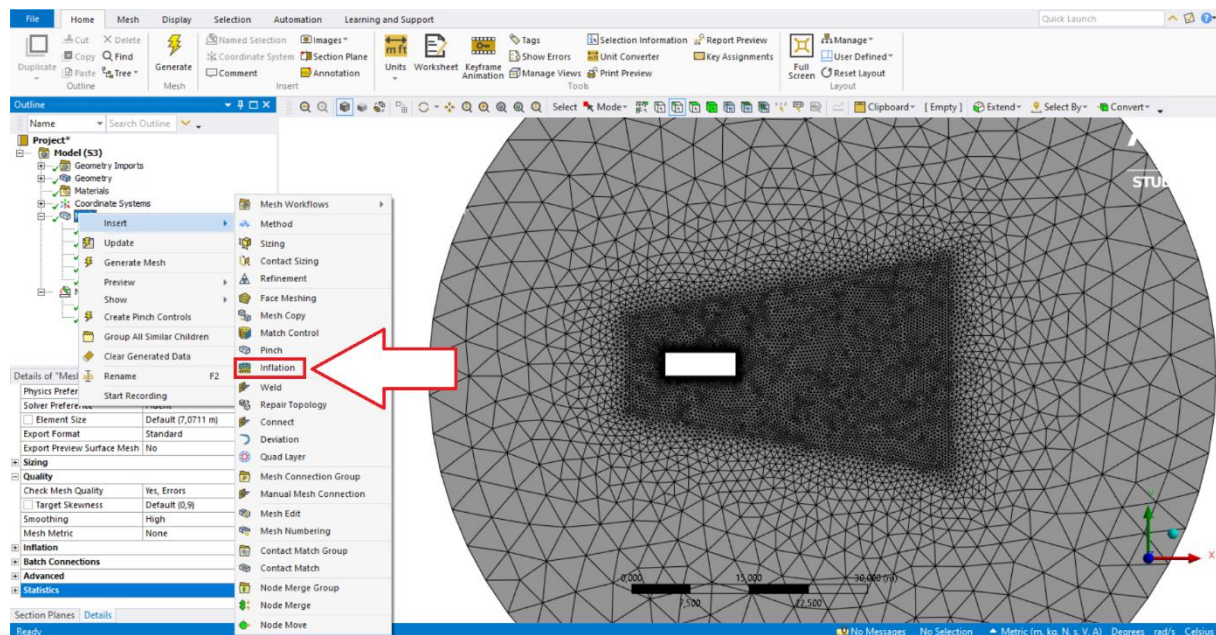 File Home Mesh Display Selection Automation Learning and Support Quick Launch
Duplicate Cut Copy Paste Delete Find Tree Outline
Generate Mesh
Named Selection Coordinate System Comment Images Section Plane Annotation Insert
Units Worksheet Keyframe Animation Tags Show Errors Manage Views Selection Information Unit Converter Print Preview Report Preview Key Assignments Tools
Full Screen Manage User Defined Reset Layout Layout
Outline
Select Mode Clipboard [ Empty ] Extend Select By Convert
Name Search Outline
Project*
Model (S3)
Geometry Imports
Geometry
Materials
Coordinate Systems
Insert
Update
Generate Mesh
Preview
Show
Create Pinch Controls
Group All Similar Children
Clear Generated Data
Rename F2
Start Recording
Mesh Workflows
Method
Sizing
Contact Sizing
Refinement
Face Meshing
Mesh Copy
Match Control
Pinch
Inflation
Weld
Repair Topology
Connect
Deviation
Quad Layer
Mesh Connection Group
Manual Mesh Connection
Mesh Edit
Mesh Numbering
Contact Match Group
Contact Match
Node Merge Group
Node Merge
Node Move
Details of "Mes
Physics Prefer
Solver Preference
Element Size Default (7,0711 m)
Export Format Standard
Export Preview Surface Mesh No
Sizing
Quality
Check Mesh Quality Yes, Errors
Target Skewness Default (0,9)
Smoothing High
Mesh Metric None
Inflation
Batch Connections
Advanced
Statistics
Section Planes Details
STU
0,000 15,000 30,000 (m)
7,500 22,500
Y
X
Ready No Messages No Selection Metric (m, kg, N, s, V, A) Degrees rad/s Celsius